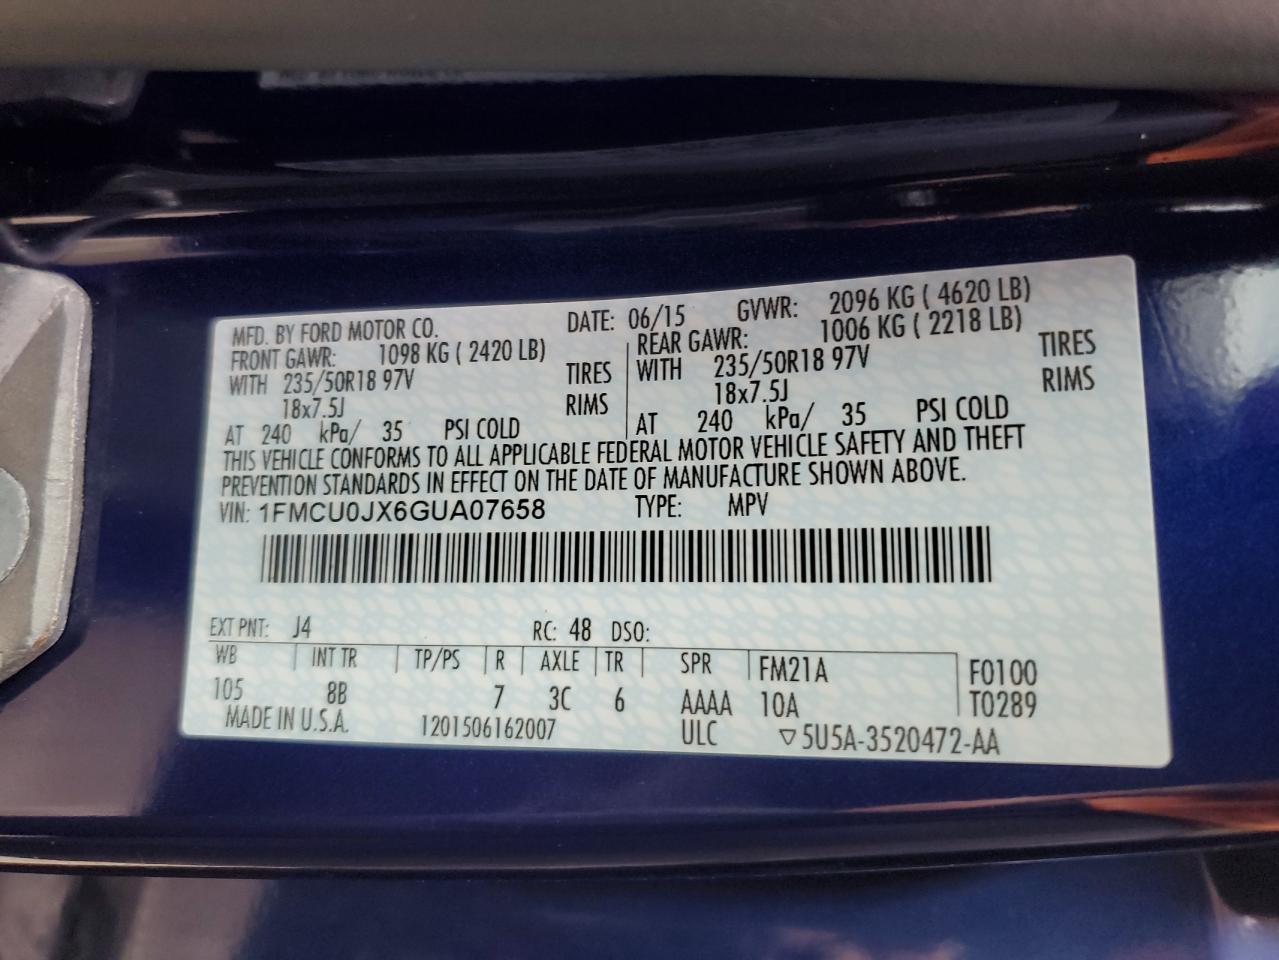 MFD. BY FORD MOTOR CO. DATE: 06/15 GVWR: 2096 KG ( 4620 LB)
FRONT GAWR: 1098 KG ( 2420 LB) REAR GAWR: 1006 KG ( 2218 LB)
WITH 235/50R18 97V TIRES WITH 235/50R18 97V TIRES
18x7.5J RIMS 18x7.5J RIMS
AT 240 kPa/ 35 PSI COLD AT 240 kPa/ 35 PSI COLD
THIS VEHICLE CONFORMS TO ALL APPLICABLE FEDERAL MOTOR VEHICLE SAFETY AND THEFT
PREVENTION STANDARDS IN EFFECT ON THE DATE OF MANUFACTURE SHOWN ABOVE.
VIN: 1FMCU0JX6GUA07658 TYPE: MPV
EXT PNT: J4 RC: 48 DSO:
WB INT TR TP/PS R AXLE TR SPR FM21A F0100
105 8B 7 3C 6 AAAA 10A T0289
MADE IN U.S.A. 1201506162007 ULC ▽5U5A-3520472-AA